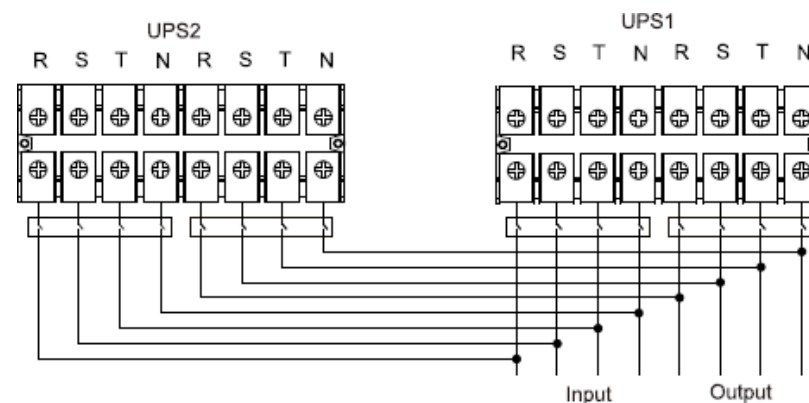 UPS2
UPS1
R S T N R S T N
R S T N R S T N
Input
Output